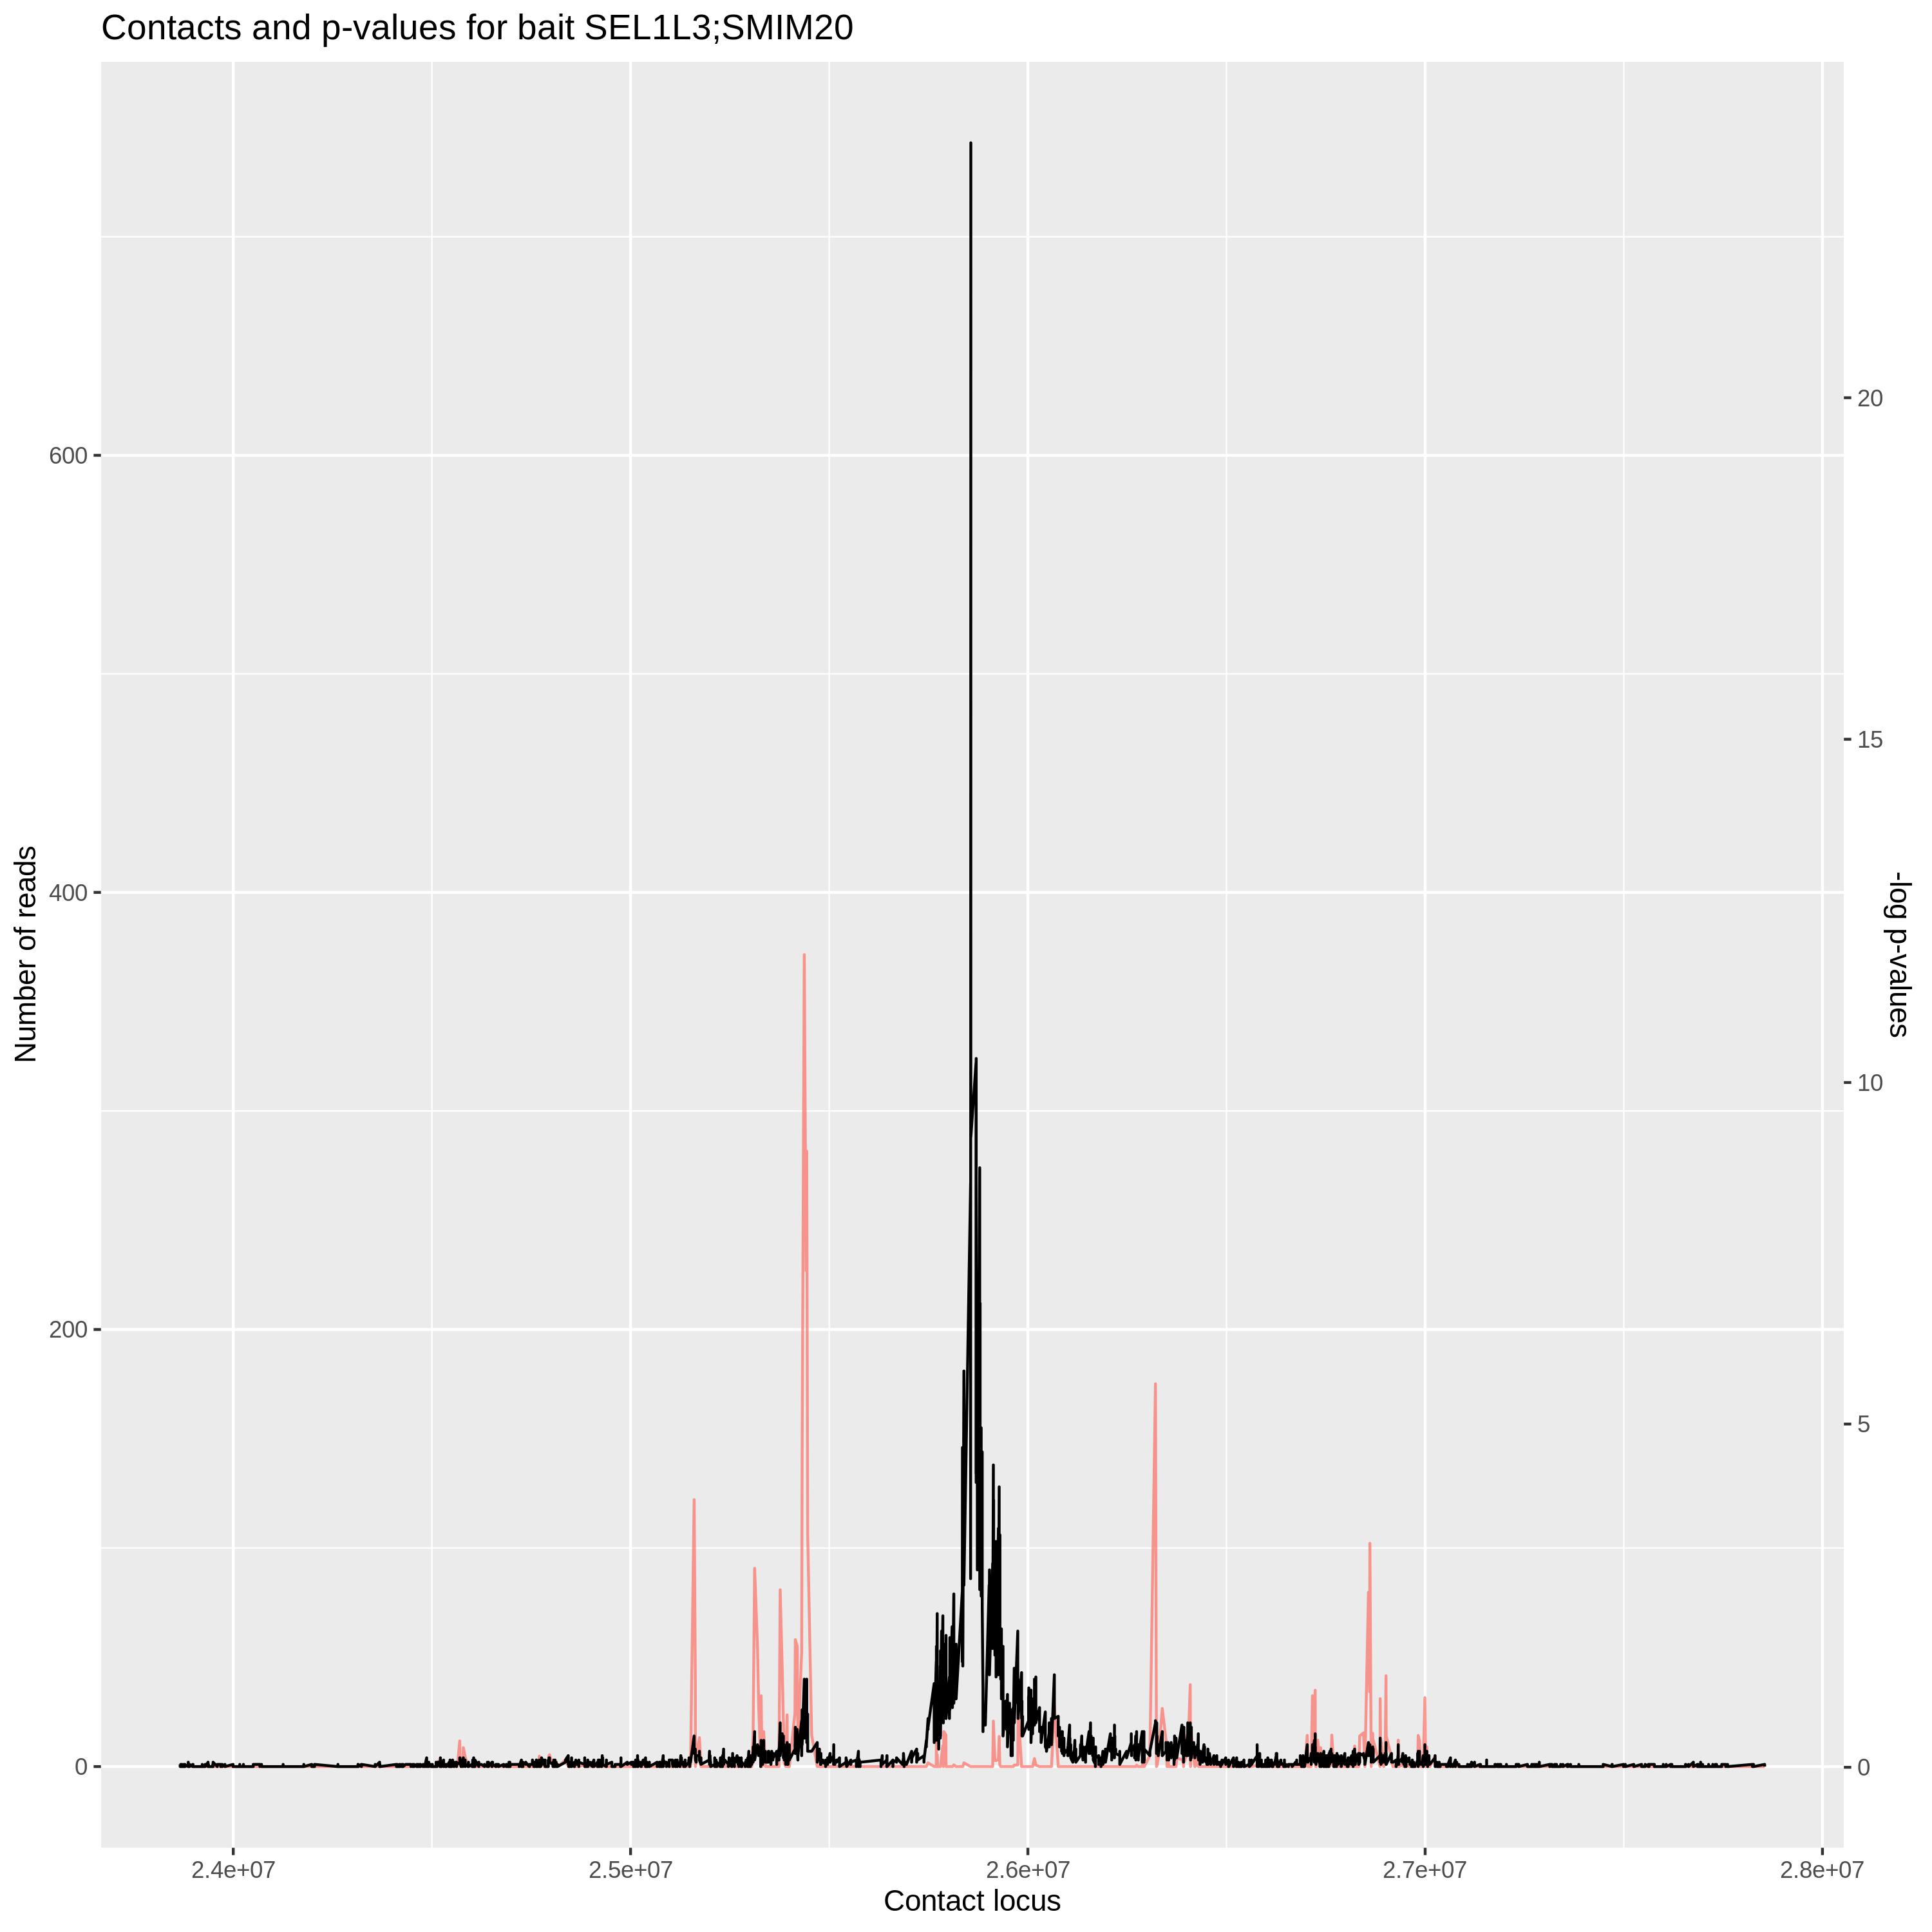 Contacts and p-values for bait SEL1L3;SMIM20
Number of reads
600
400
200
0
20
15
10
5
0
-log p-values
2.4e+07
2.5e+07
2.6e+07
2.7e+07
2.8e+07
Contact locus